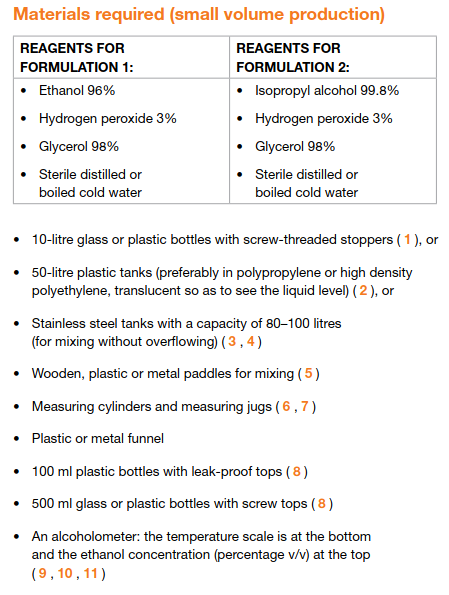 Materials required (small volume production)
REAGENTS FOR
FORMULATION 1:
• Ethanol 96%
• Hydrogen peroxide 3%
• Glycerol 98%
• Sterile distilled or
boiled cold water
REAGENTS FOR
FORMULATION 2:
• Isopropyl alcohol 99.8%
• Hydrogen peroxide 3%
• Glycerol 98%
• Sterile distilled or
boiled cold water
• 10-litre glass or plastic bottles with screw-threaded stoppers ( 1 ), or
• 50-litre plastic tanks (preferably in polypropylene or high density
polyethylene, translucent so as to see the liquid level) ( 2 ), or
• Stainless steel tanks with a capacity of 80–100 litres
(for mixing without overflowing) ( 3 , 4 )
• Wooden, plastic or metal paddles for mixing ( 5 )
• Measuring cylinders and measuring jugs ( 6 , 7 )
• Plastic or metal funnel
• 100 ml plastic bottles with leak-proof tops ( 8 )
• 500 ml glass or plastic bottles with screw tops ( 8 )
• An alcoholometer: the temperature scale is at the bottom
and the ethanol concentration (percentage v/v) at the top
( 9 , 10 , 11 )